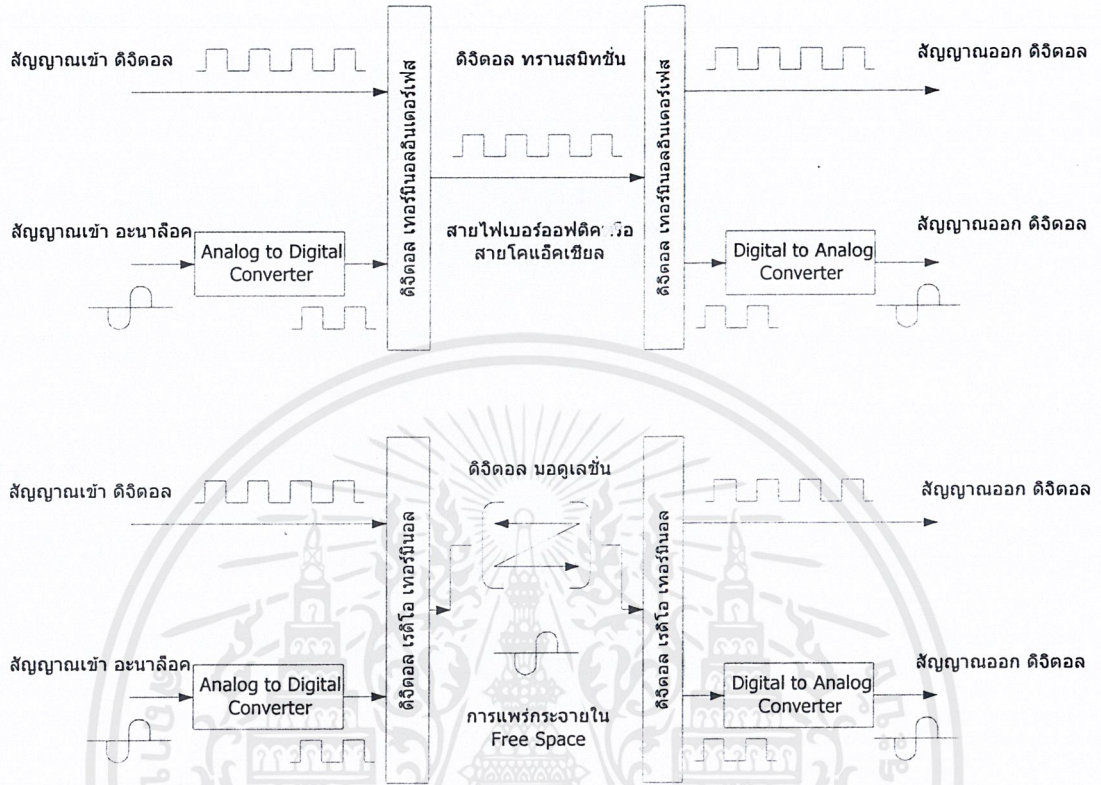 สัญญาณเข้า ดิจิตอล
ดิจิตอล ทรานสมิทชั่น
สัญญาณออก ดิจิตอล
ดิจิตอล เทอร์มินอลอินเตอร์เฟส
ดิจิตอล เทอร์มินอลอินเตอร์เฟส
สัญญาณเข้า อะนาล็อค
Analog to Digital
Converter
สายไฟเบอร์ออฟติค
สายโคแอ็คเชียล
สัญญาณออก ดิจิตอล
Digital to Analog
Converter
สัญญาณเข้า ดิจิตอล
ดิจิตอล มอดูเลชั่น
สัญญาณออก ดิจิตอล
ดิจิตอล เรดิโอ เทอร์มินอล
ดิจิตอล เรดิโอ เทอร์มินอล
สัญญาณเข้า อะนาล็อค
Analog to Digital
Converter
การแพร่กระจายใน
Free Space
สัญญาณออก ดิจิตอล
Digital to Analog
Converter